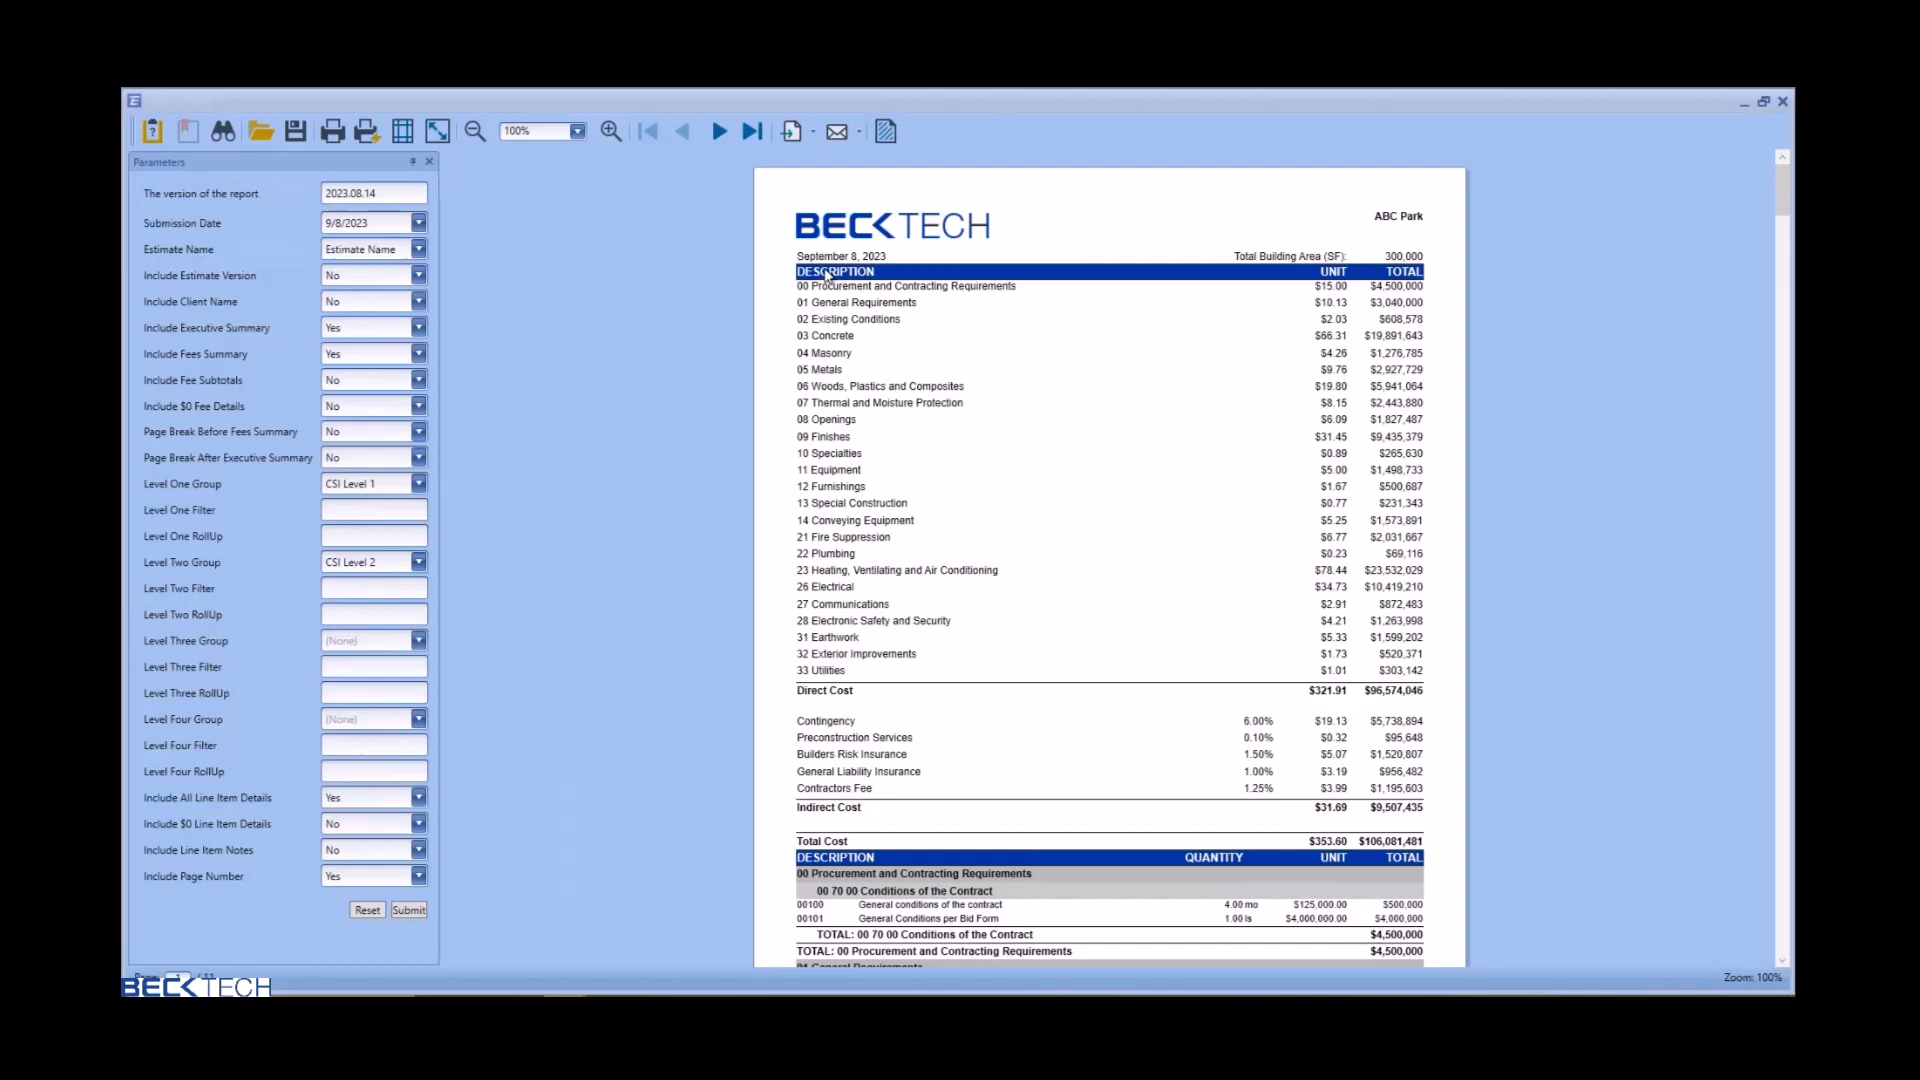 100%
Parameters
The version of the report 2023.08.14
Submission Date 9/8/2023
Estimate Name Estimate Name
Include Estimate Version No
Include Client Name No
Include Executive Summary Yes
Include Fees Summary Yes
Include Fee Subtotals No
Include $0 Fee Details No
Page Break Before Fees Summary No
Page Break After Executive Summary No
Level One Group CSI Level 1
Level One Filter
Level One RollUp
Level Two Group CSI Level 2
Level Two Filter
Level Two RollUp
Level Three Group (None)
Level Three Filter
Level Three RollUp
Level Four Group (None)
Level Four Filter
Level Four RollUp
Include All Line Item Details Yes
Include $0 Line Item Details No
Include Line Item Notes No
Include Page Number Yes
Reset Submit
BECKTECH ABC Park
September 8, 2023 Total Building Area (SF): 300,000
DESCRIPTION UNIT TOTAL
00 Procurement and Contracting Requirements $15.00 $4,500,000
01 General Requirements $10.13 $3,040,000
02 Existing Conditions $2.03 $608,578
03 Concrete $66.31 $19,891,643
04 Masonry $4.26 $1,276,785
05 Metals $9.76 $2,927,729
06 Woods, Plastics and Composites $19.80 $5,941,064
07 Thermal and Moisture Protection $8.15 $2,443,880
08 Openings $6.09 $1,827,487
09 Finishes $31.45 $9,435,379
10 Specialties $0.89 $265,630
11 Equipment $5.00 $1,498,733
12 Furnishings $1.67 $500,687
13 Special Construction $0.77 $231,343
14 Conveying Equipment $5.25 $1,573,891
21 Fire Suppression $6.77 $2,031,667
22 Plumbing $0.23 $69,116
23 Heating, Ventilating and Air Conditioning $78.44 $23,532,029
26 Electrical $34.73 $10,419,210
27 Communications $2.91 $872,483
28 Electronic Safety and Security $4.21 $1,263,998
31 Earthwork $5.33 $1,599,202
32 Exterior Improvements $1.73 $520,371
33 Utilities $1.01 $303,142
Direct Cost $321.91 $96,574,046
Contingency 6.00% $19.13 $5,738,894
Preconstruction Services 0.10% $0.32 $95,648
Builders Risk Insurance 1.50% $5.07 $1,520,807
General Liability Insurance 1.00% $3.19 $956,482
Contractors Fee 1.25% $3.99 $1,195,603
Indirect Cost $31.69 $9,507,435
Total Cost $353.60 $106,081,481
DESCRIPTION QUANTITY UNIT TOTAL
00 Procurement and Contracting Requirements
00 70 00 Conditions of the Contract
00100 General conditions of the contract 4.00 mo $125,000.00 $500,000
00101 General Conditions per Bid Form 1.00 ls $4,000,000.00 $4,000,000
TOTAL: 00 70 00 Conditions of the Contract $4,500,000
TOTAL: 00 Procurement and Contracting Requirements $4,500,000
01 General Requirements
BECKTECH
Zoom: 100%